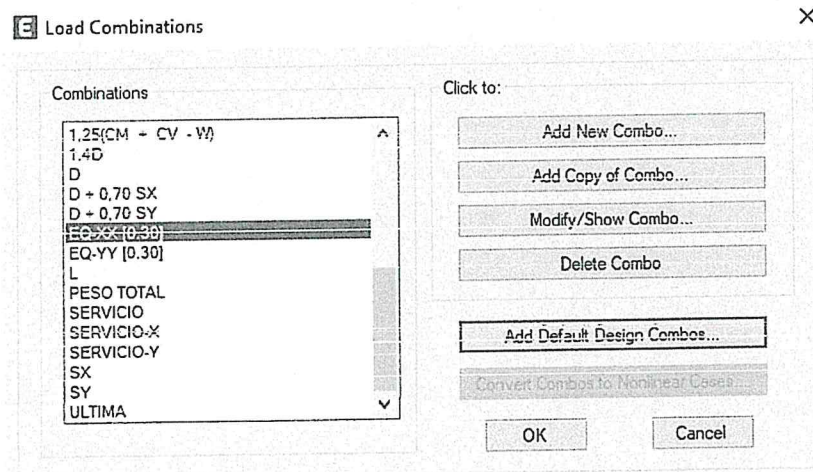 E Load Combinations
Combinations
1,25(CM + CV - W)
1.4D
D
D + 0,70 SX
D + 0,70 SY
EQ-XX [0.30]
EQ-YY [0.30]
L
PESO TOTAL
SERVICIO
SERVICIO-X
SERVICIO-Y
SX
SY
ULTIMA
Click to:
Add New Combo...
Add Copy of Combo...
Modify/Show Combo...
Delete Combo
Add Default Design Combos...
Convert Combos to Nonlinear Cases...
OK
Cancel